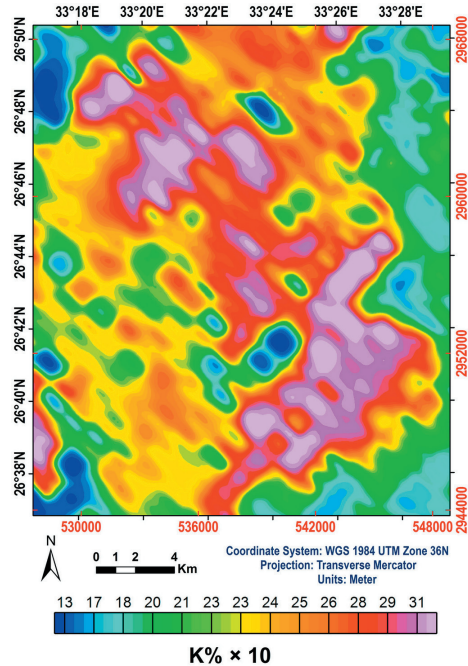 33°18'E 33°20'E 33°24'E 33°26'E 33°28'E
26°50'N
26°48'N
26°46'N
26°44'N
26°42'N
26°40'N
26°38'N
2968000
2960000
2952000
2944000
530000 536000 542000 548000
N
0 1 2 4
Km
Coordinate System: WGS 1984 UTM Zone 36N
Projection: Transverse Mercator
Units: Meter
13 17 18 20 21 23 23 24 25 26 27 28 29 30 31
K% × 10